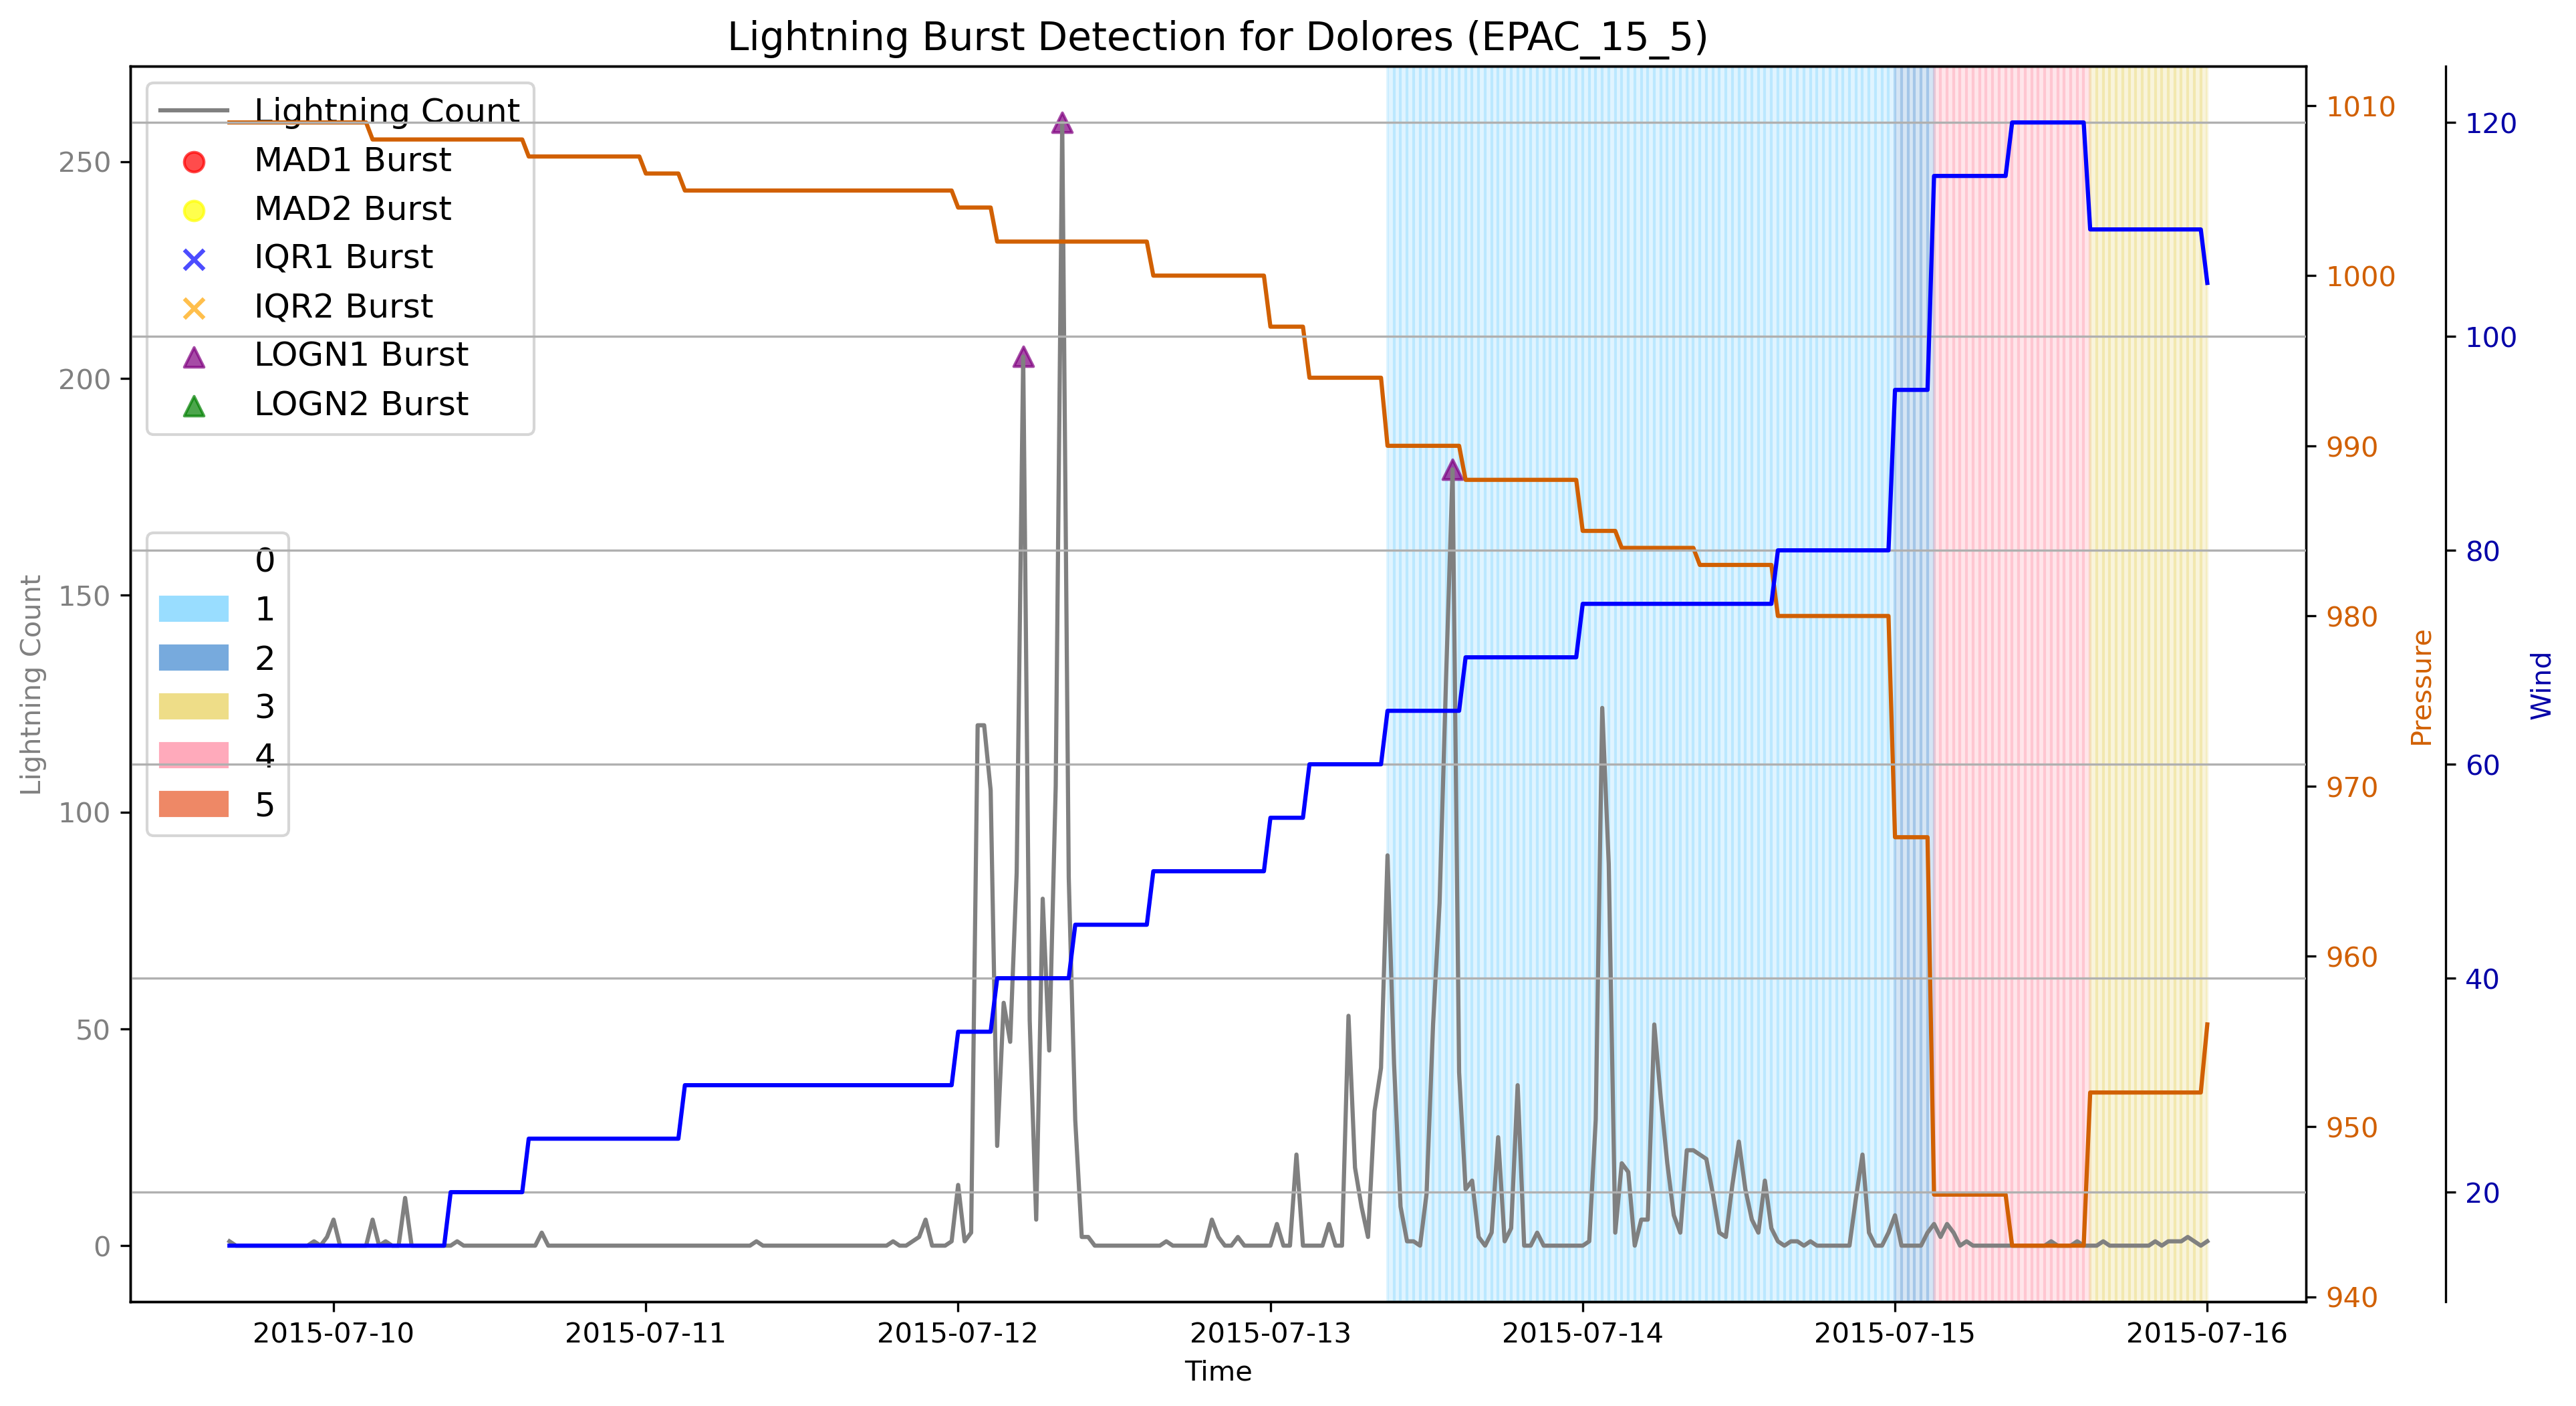 Lightning Burst Detection for Dolores (EPAC_15_5)
Lightning Count
MAD1 Burst
MAD2 Burst
IQR1 Burst
IQR2 Burst
LOGN1 Burst
LOGN2 Burst
0
1
2
3
4
5
Lightning Count
250
200
150
100
50
0
1010
1000
990
980
970
960
950
940
Pressure
120
100
80
60
40
20
Wind
2015-07-10
2015-07-11
2015-07-12
2015-07-13
2015-07-14
2015-07-15
2015-07-16
Time